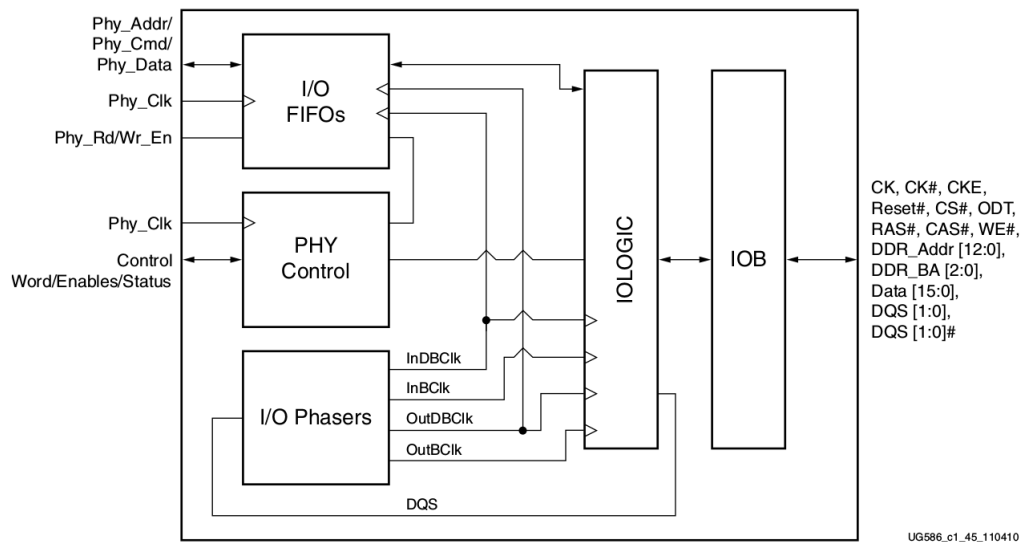 Phy_Addr/
Phy_Cmd/
Phy_Data
Phy_Clk
Phy_Rd/Wr_En
I/O
FIFOs
Phy_Clk
Control
Word/Enables/Status
PHY
Control
I/O Phasers
InDBClk
InBClk
OutDBClk
OutBClk
DQS
IOLOGIC
IOB
CK, CK#, CKE,
Reset#, CS#, ODT,
RAS#, CAS#, WE#,
DDR_Addr [12:0],
DDR_BA [2:0],
Data [15:0],
DQS [1:0],
DQS [1:0]#
UG586_c1_45_110410